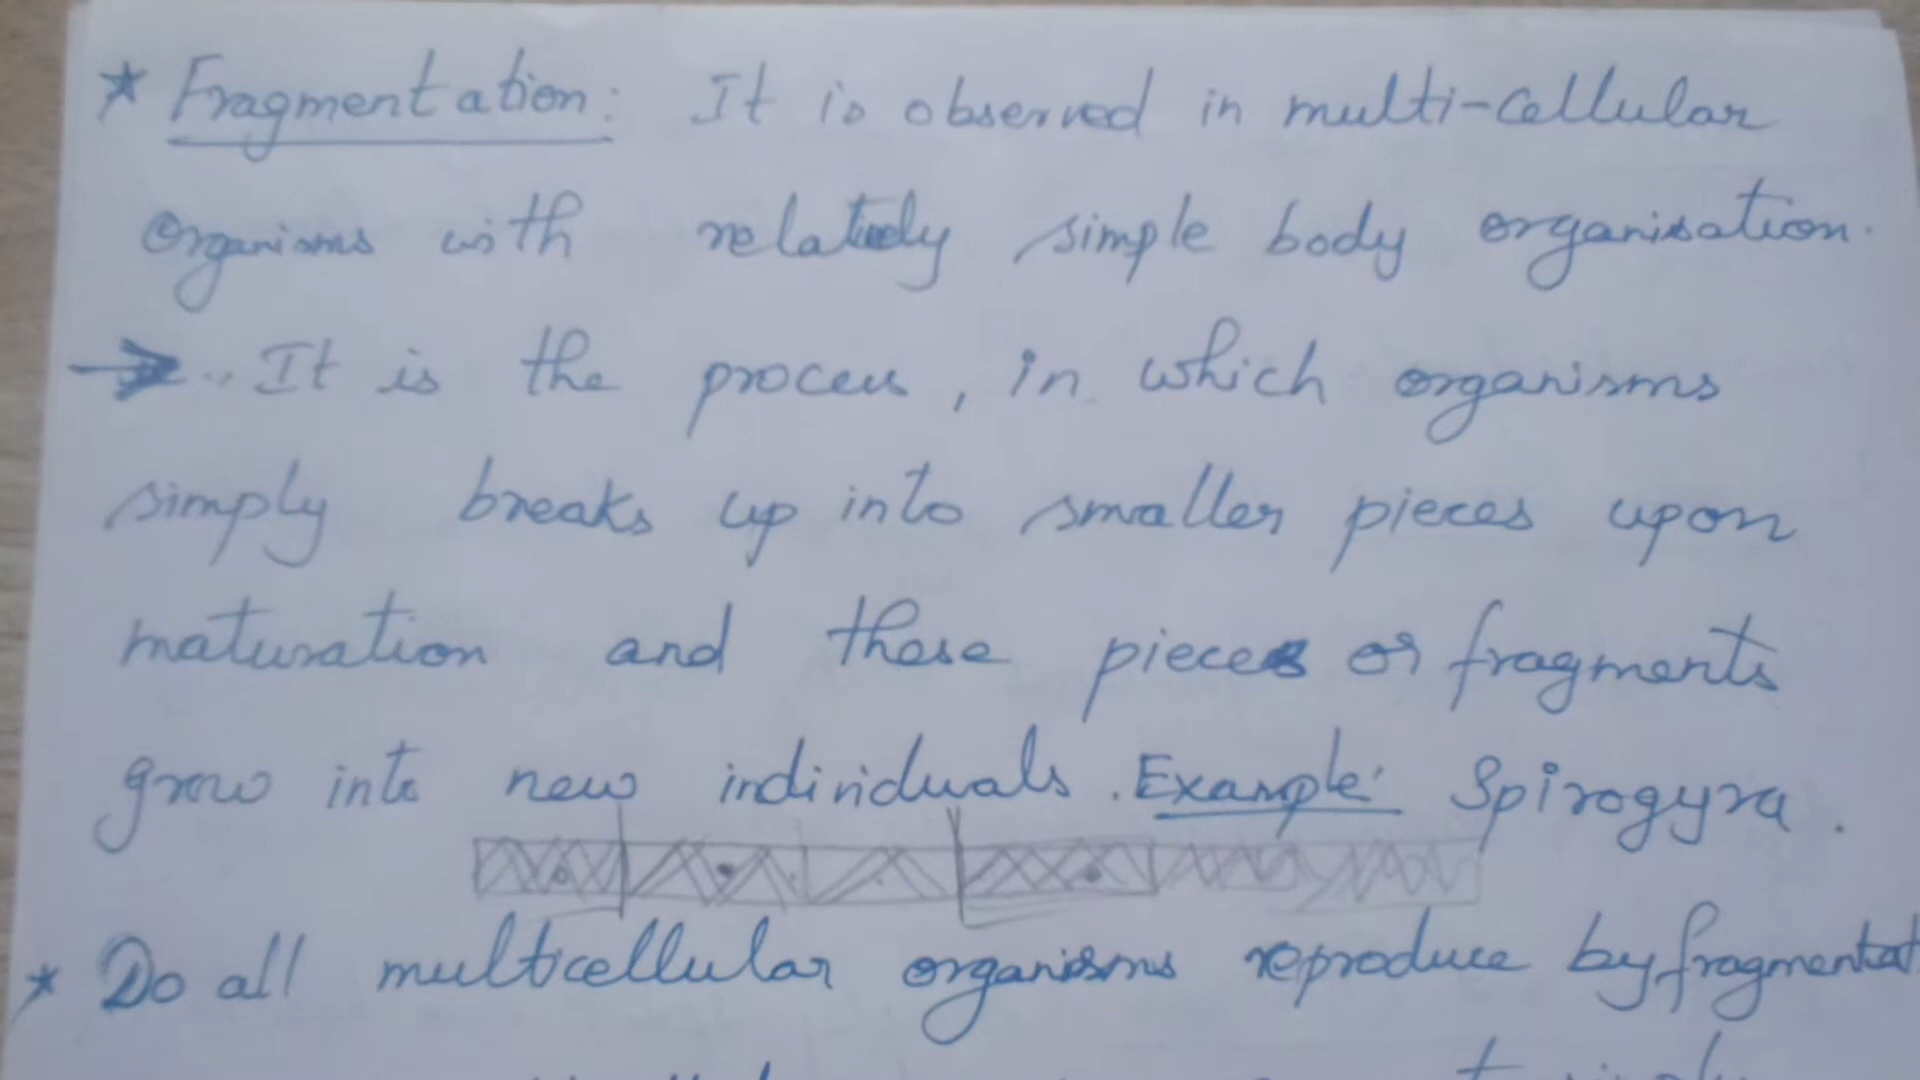 * Fragmentation: It is observed in multi-cellular
organisms with relatively simple body organisation.
→ It is the process, in which organisms
simply breaks up into smaller pieces upon
maturation and these pieces or fragments
grow into new individuals. Example: Spirogyra.
* Do all multicellular organisms reproduce by fragmentat